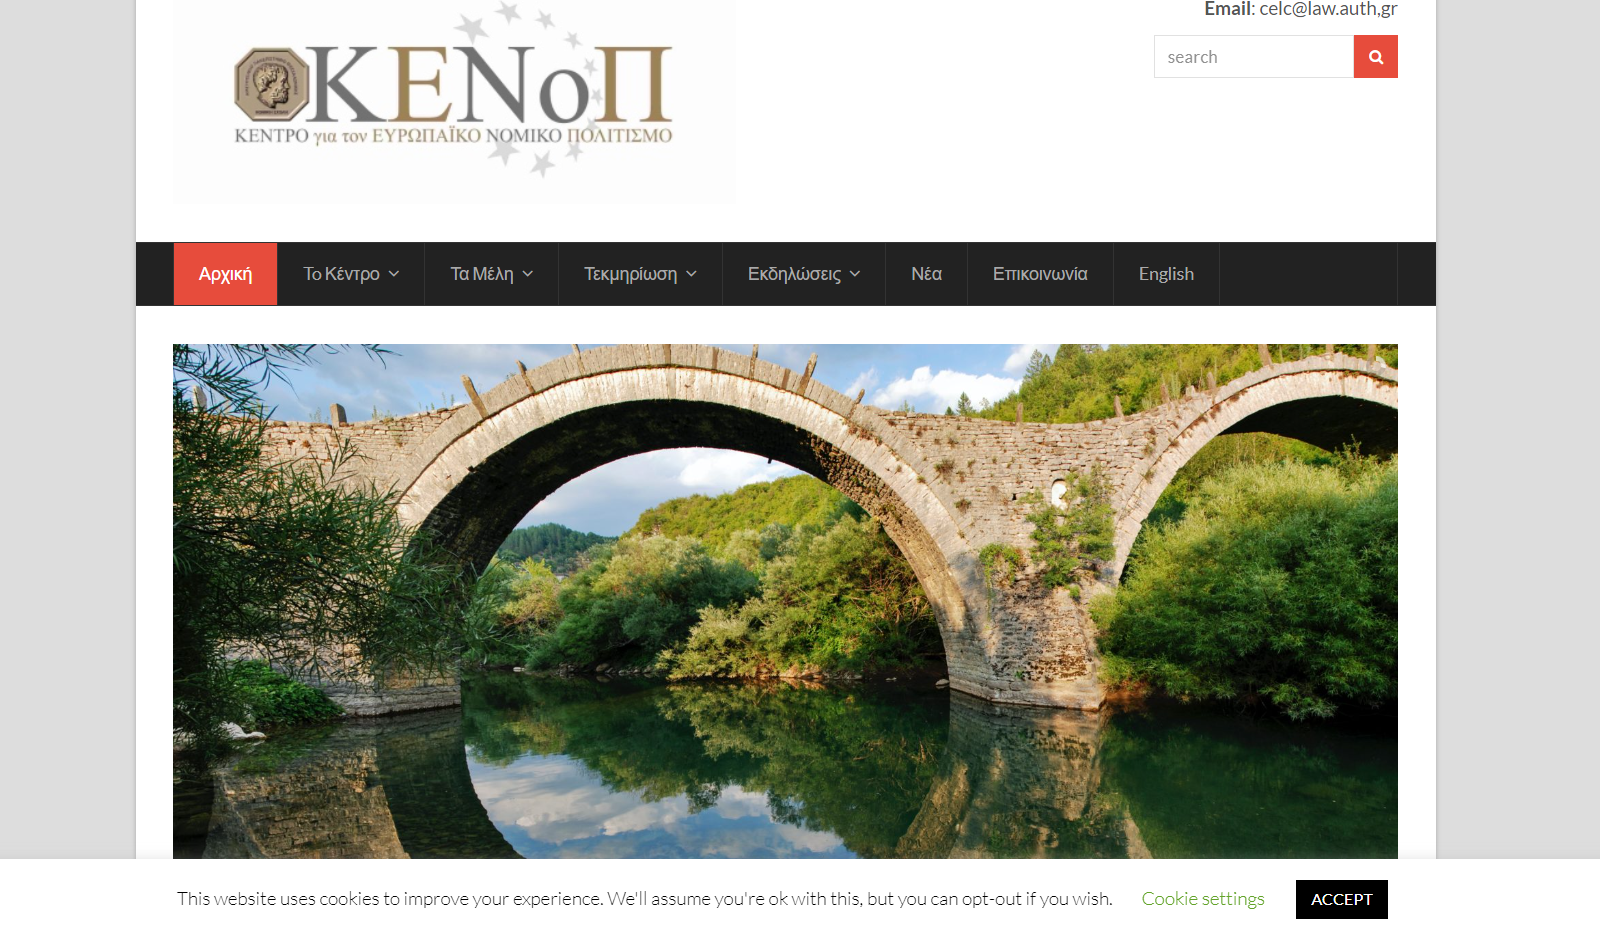 Email: celc@law.auth,gr
search
ΚΕΝοΠ
ΚΕΝΤΡΟ για τον ΕΥΡΩΠΑΪΚΟ ΝΟΜΙΚΟ ΠΟΛΙΤΙΣΜΟ
Αρχική Το Κέντρο Τα Μέλη Τεκμηρίωση Εκδηλώσεις Νέα Επικοινωνία English
This website uses cookies to improve your experience. We'll assume you're ok with this, but you can opt-out if you wish. Cookie settings ACCEPT